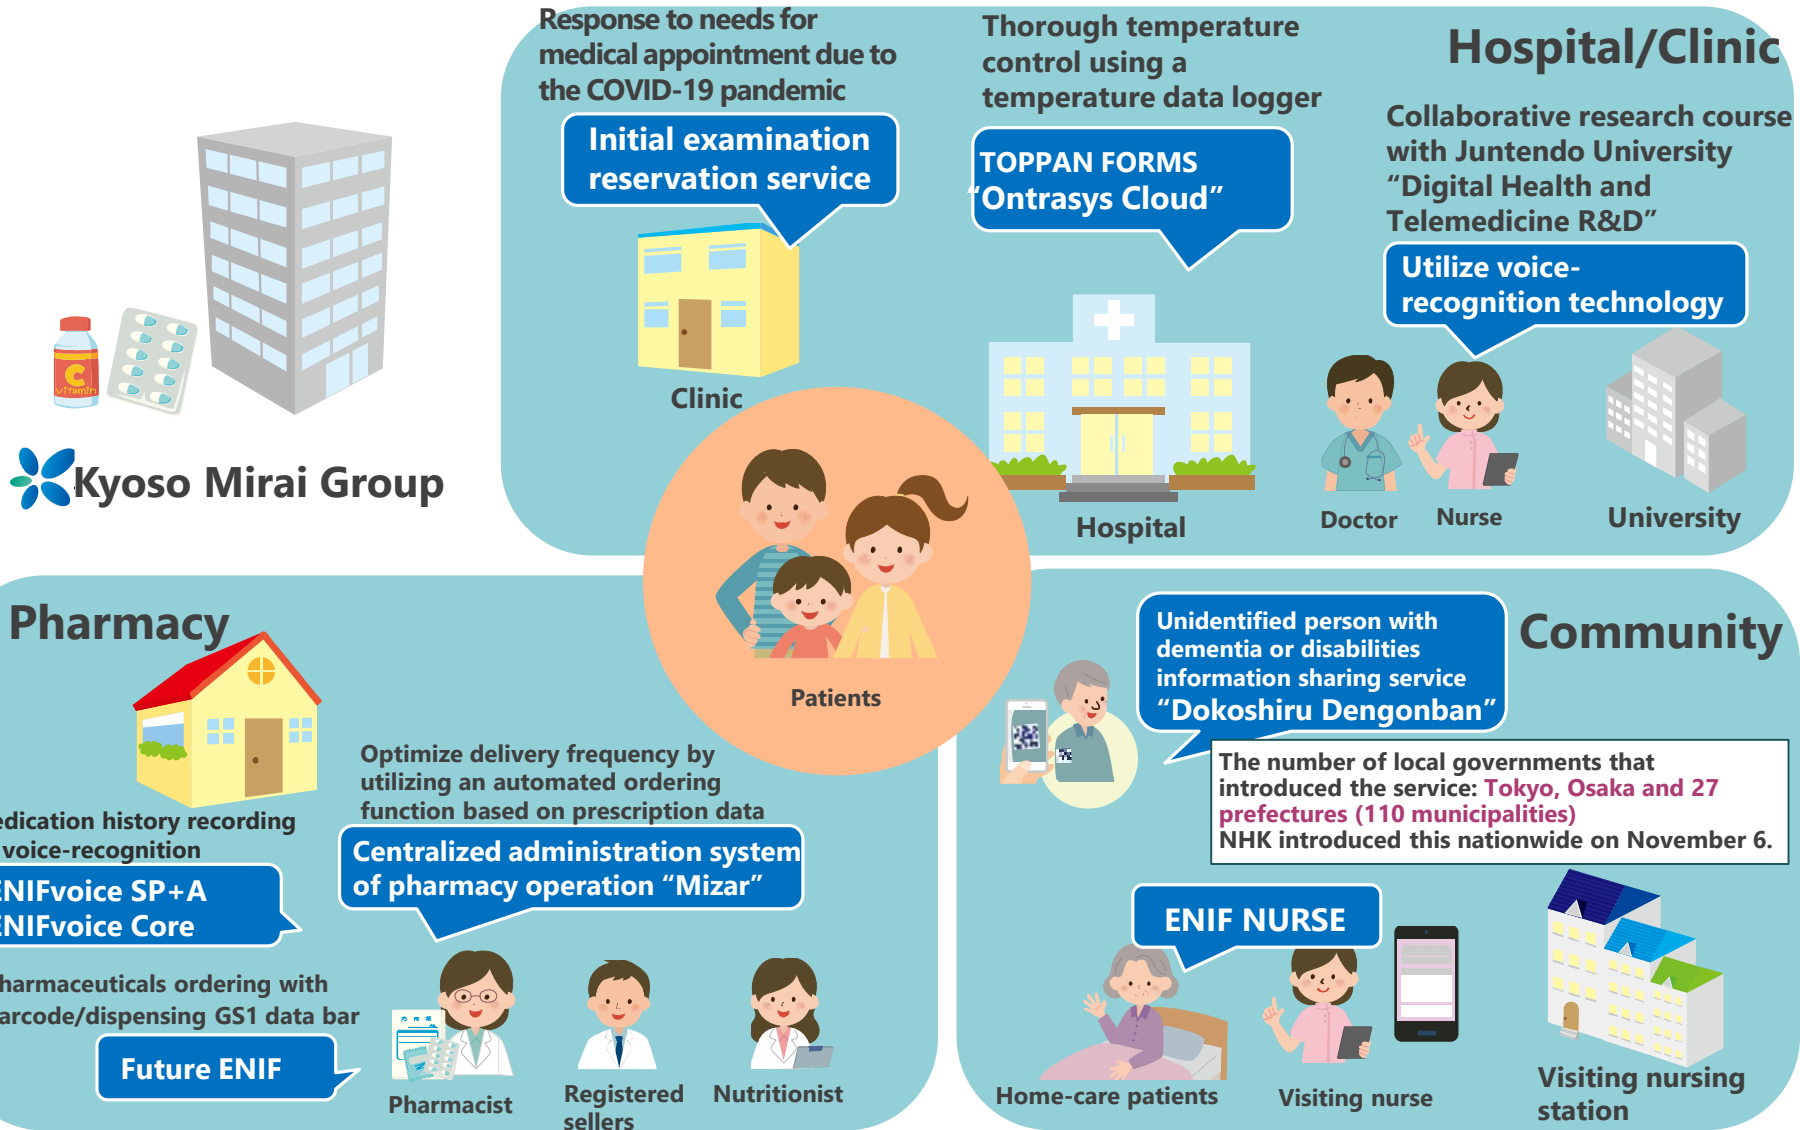 Response to needs for
medical appointment due to
the COVID-19 pandemic
Initial examination
reservation service
Clinic
Thorough temperature
control using a
temperature data logger
TOPPAN FORMS
“Ontrasys Cloud”
Hospital
Hospital/Clinic
Collaborative research course
with Juntendo University
“Digital Health and
Telemedicine R&D”
Utilize voice-
recognition technology
Doctor
Nurse
University
C
vitamin
Kyoso Mirai Group
Patients
Pharmacy
Optimize delivery frequency by
utilizing an automated ordering
function based on prescription data
Centralized administration system
of pharmacy operation “Mizar”
history recording
voice-recognition
ENIFvoice SP+A
ENIFvoice Core
ordering with
GS1 data bar
Future ENIF
Pharmacist
Registered
sellers
Nutritionist
Community
Unidentified person with
dementia or disabilities
information sharing service
“Dokoshiru Dengonban”
The number of local governments that
introduced the service: Tokyo, Osaka and 27
prefectures (110 municipalities)
NHK introduced this nationwide on November 6.
ENIF NURSE
Home-care patients
Visiting nurse
Visiting nursing
station